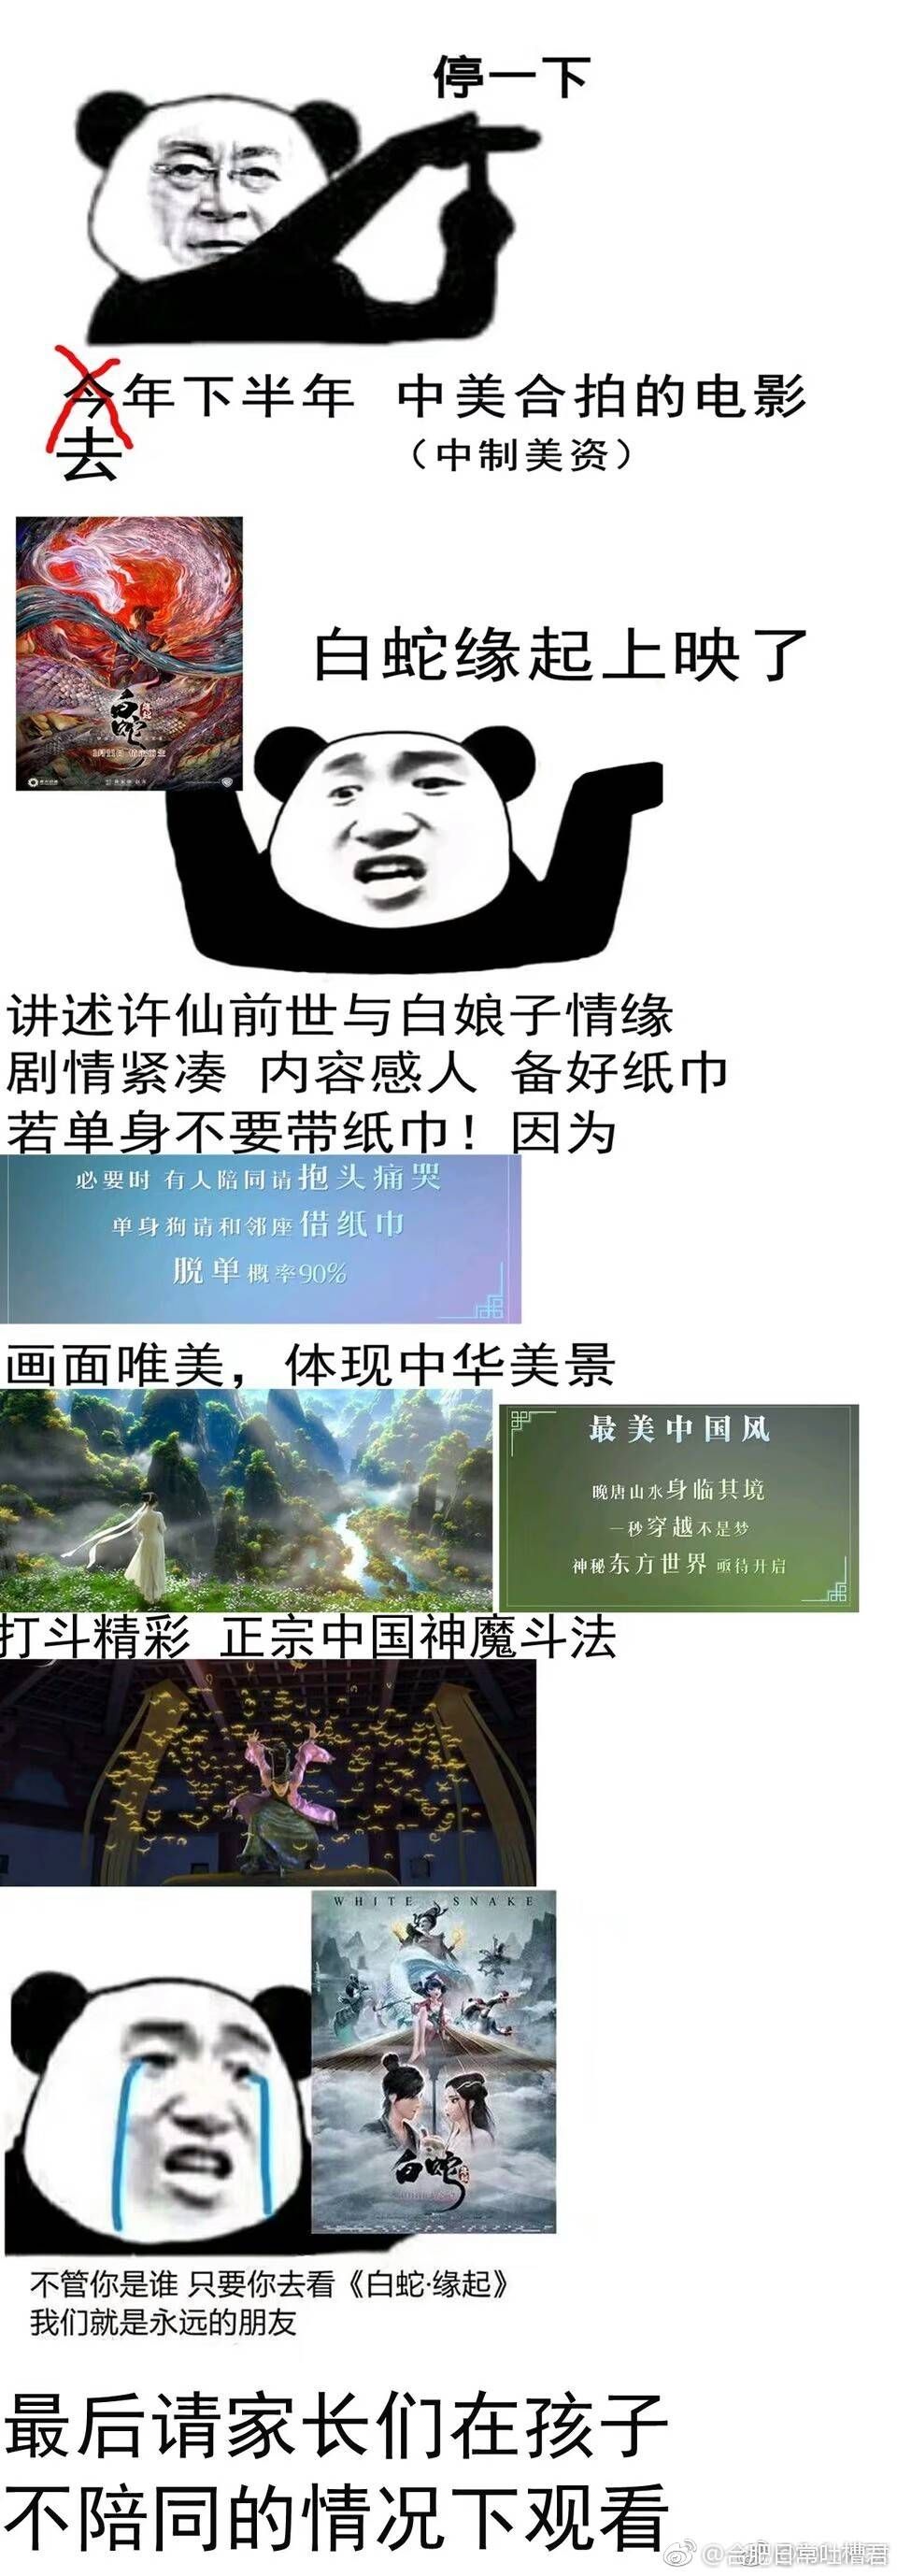 停一下
今年下半年 中美合拍的电影
去
（中制美资）
白蛇缘起上映了
白蛇
缘起
讲述许仙前世与白娘子情缘
剧情紧凑 内容感人 备好纸巾
若单身不要带纸巾！因为
必要时 有人陪同请抱头痛哭
单身狗请和邻座借纸巾
脱单概率90%
画面唯美，体现中华美景
最美中国风
晚唐山水身临其境
一秒穿越不是梦
神秘东方世界 亟待开启
打斗精彩 正宗中国神魔斗法
WHITE SNAKE
白蛇
缘起
不管你是谁 只要你去看《白蛇·缘起》
我们就是永远的朋友
最后请家长们在孩子
不陪同的情况下观看
@合肥日常吐槽君